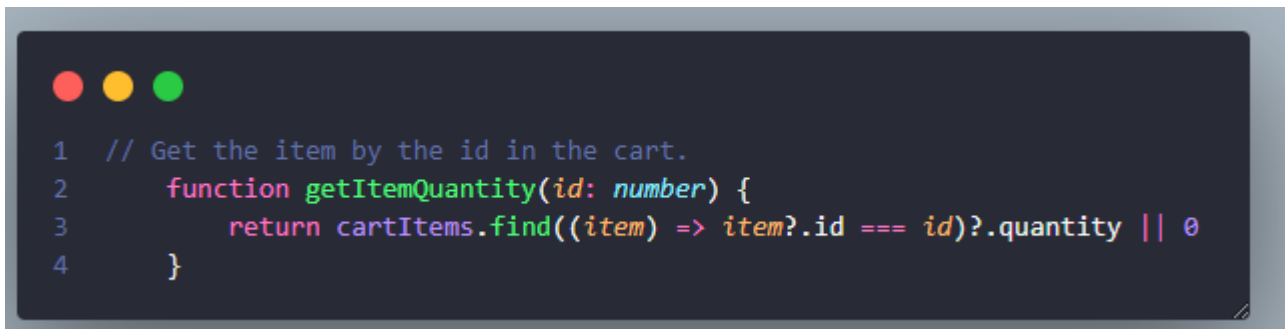 1 // Get the item by the id in the cart.
2     function getItemQuantity(id: number) {
3         return cartItems.find((item) => item?.id === id)?.quantity || 0
4     }